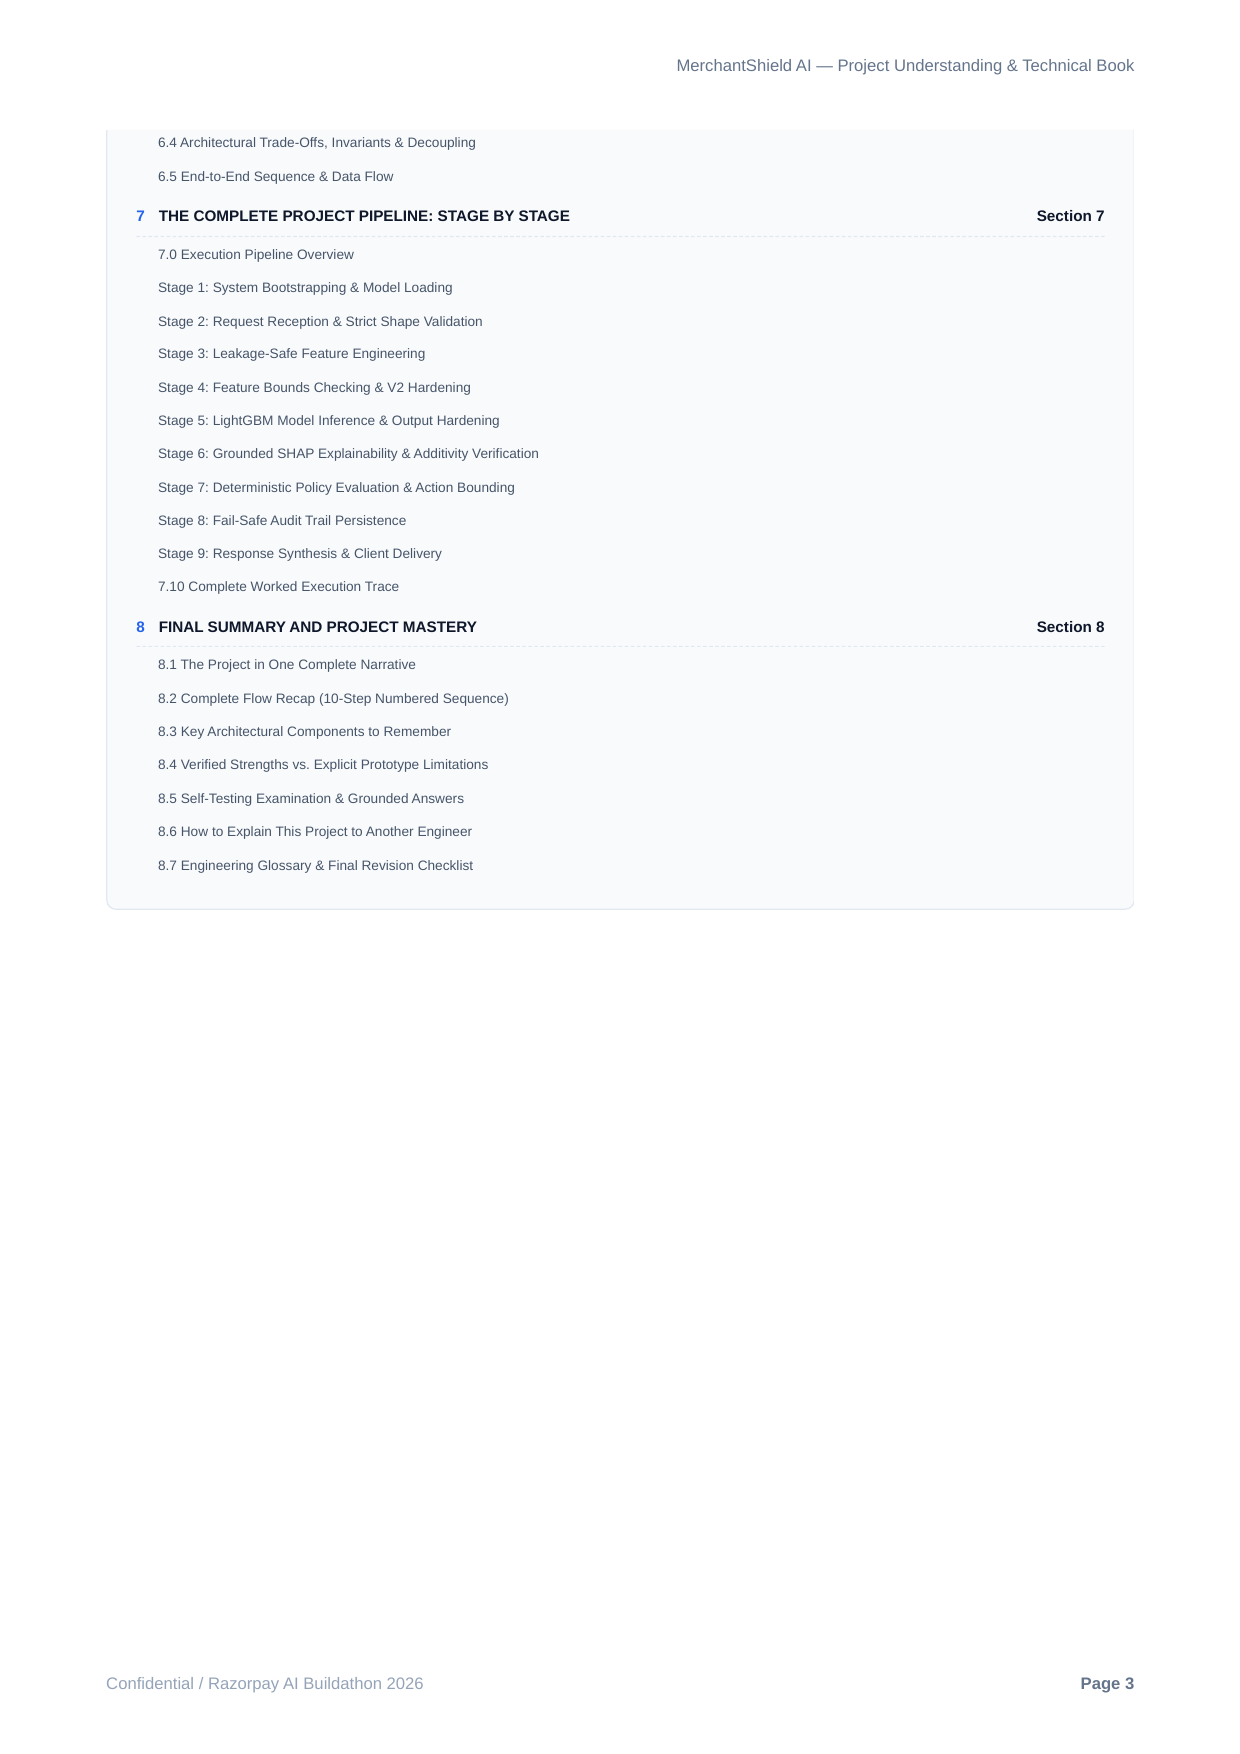 MerchantShield AI — Project Understanding & Technical Book
6.4 Architectural Trade-Offs, Invariants & Decoupling
6.5 End-to-End Sequence & Data Flow
7 THE COMPLETE PROJECT PIPELINE: STAGE BY STAGE Section 7
7.0 Execution Pipeline Overview
Stage 1: System Bootstrapping & Model Loading
Stage 2: Request Reception & Strict Shape Validation
Stage 3: Leakage-Safe Feature Engineering
Stage 4: Feature Bounds Checking & V2 Hardening
Stage 5: LightGBM Model Inference & Output Hardening
Stage 6: Grounded SHAP Explainability & Additivity Verification
Stage 7: Deterministic Policy Evaluation & Action Bounding
Stage 8: Fail-Safe Audit Trail Persistence
Stage 9: Response Synthesis & Client Delivery
7.10 Complete Worked Execution Trace
8 FINAL SUMMARY AND PROJECT MASTERY Section 8
8.1 The Project in One Complete Narrative
8.2 Complete Flow Recap (10-Step Numbered Sequence)
8.3 Key Architectural Components to Remember
8.4 Verified Strengths vs. Explicit Prototype Limitations
8.5 Self-Testing Examination & Grounded Answers
8.6 How to Explain This Project to Another Engineer
8.7 Engineering Glossary & Final Revision Checklist
Confidential / Razorpay AI Buildathon 2026 Page 3